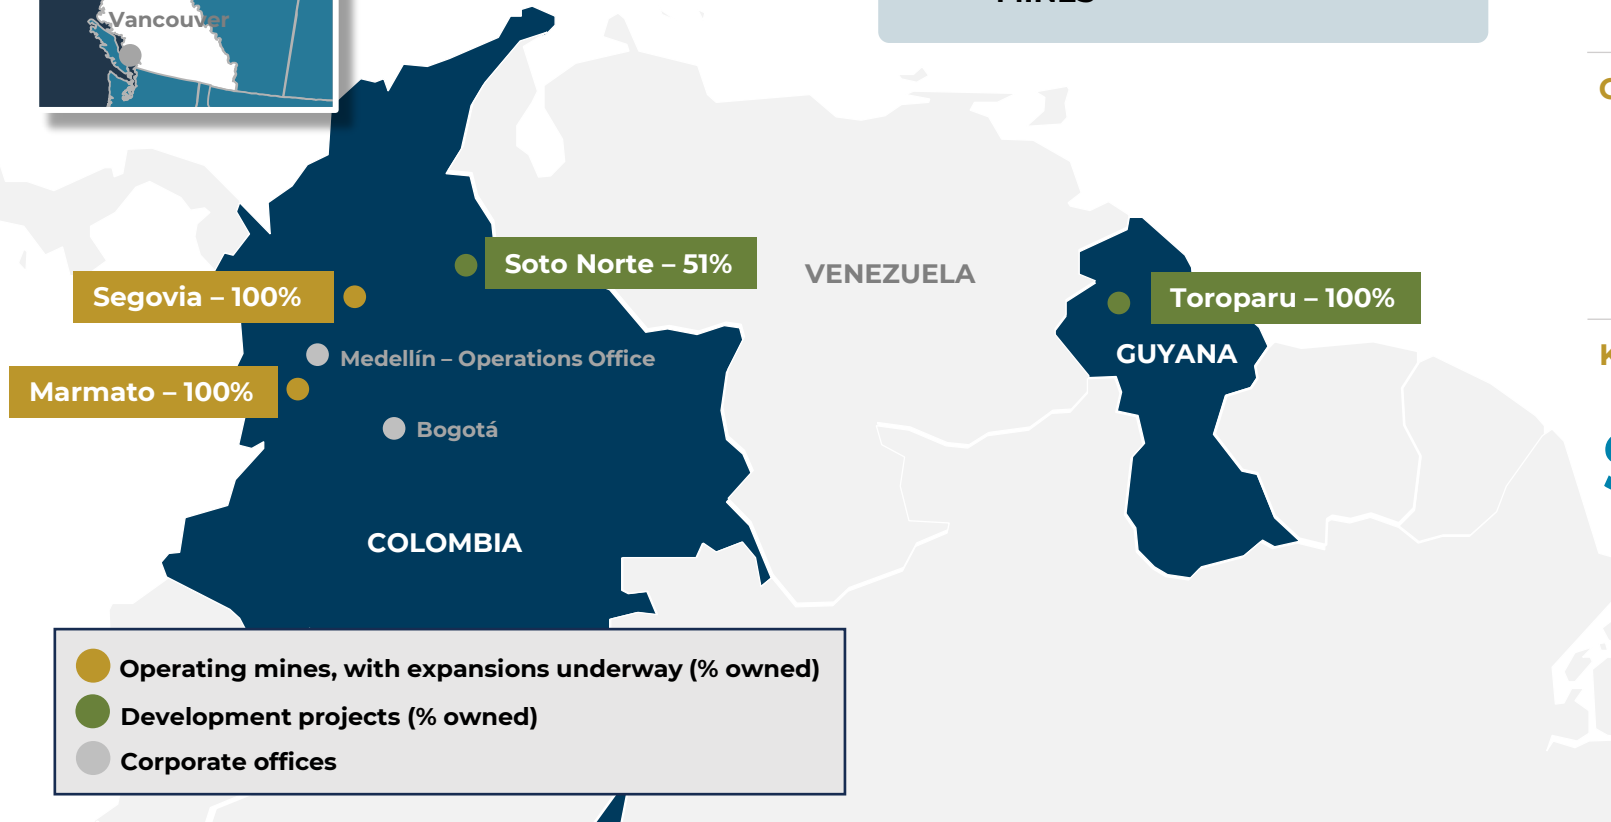 Vancouver
MINES
Soto Norte – 51%
VENEZUELA
Segovia – 100%
Toroparu – 100%
Medellín – Operations Office
GUYANA
Marmato – 100%
Bogotá
COLOMBIA
Operating mines, with expansions underway (% owned)
Development projects (% owned)
Corporate offices